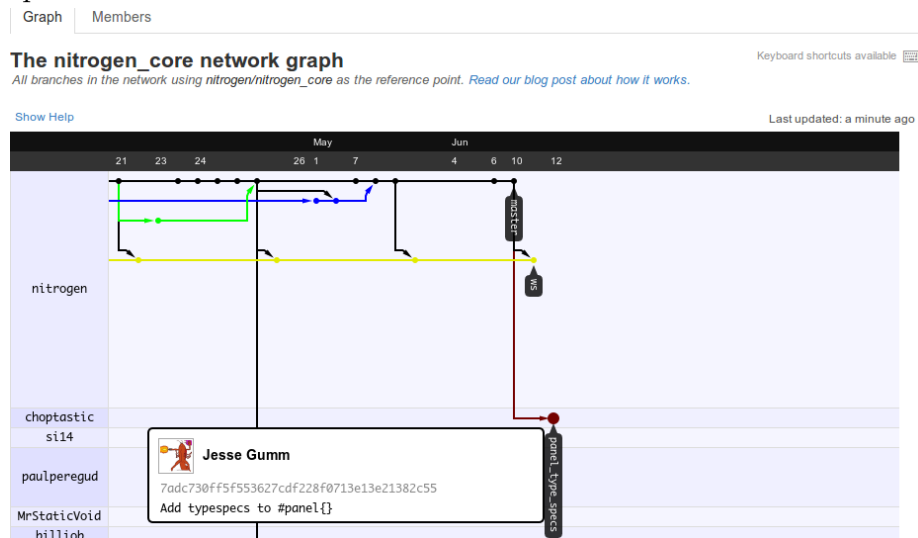 Graph Members
The nitrogen_core network graph
Keyboard shortcuts available
All branches in the network using nitrogen/nitrogen_core as the reference point. Read our blog post about how it works.
Show Help
Last updated: a minute ago
May Jun
21 23 24 26 1 7 4 6 10 12
master
nitrogen
ws
choptastic
si14
panel_type_specs
Jesse Gumm
paulperegud
7adc730ff5f553627cdf228f0713e13e21382c55
Add typespecs to #panel{}
MrStaticVoid